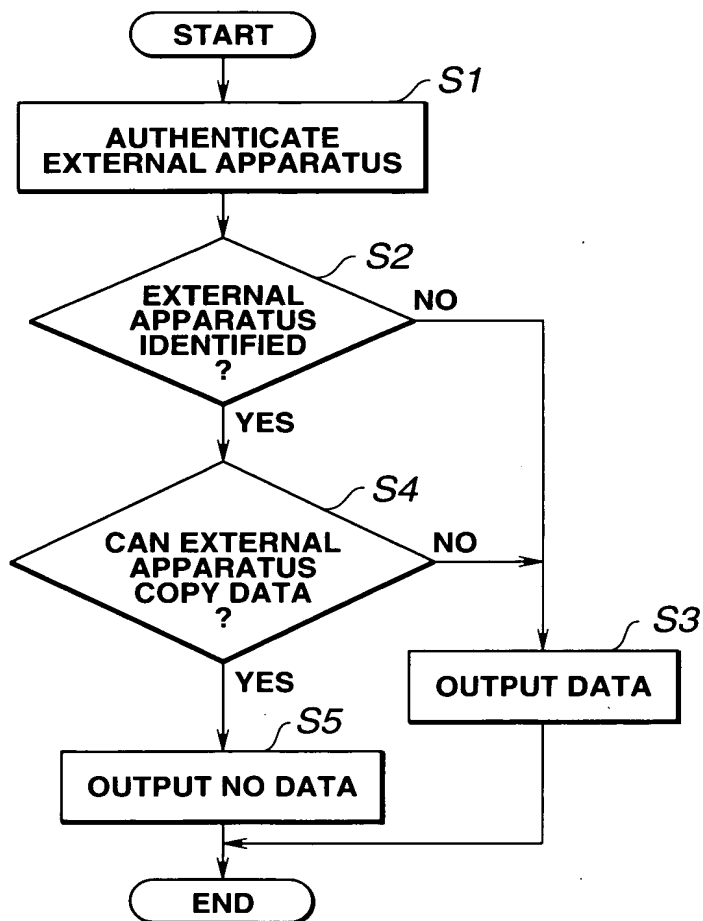 START
S1
AUTHENTICATE
EXTERNAL APPARATUS
S2
EXTERNAL
APPARATUS
IDENTIFIED
?
NO
YES
S4
CAN EXTERNAL
APPARATUS
COPY DATA
?
NO
YES
S3
OUTPUT DATA
S5
OUTPUT NO DATA
END